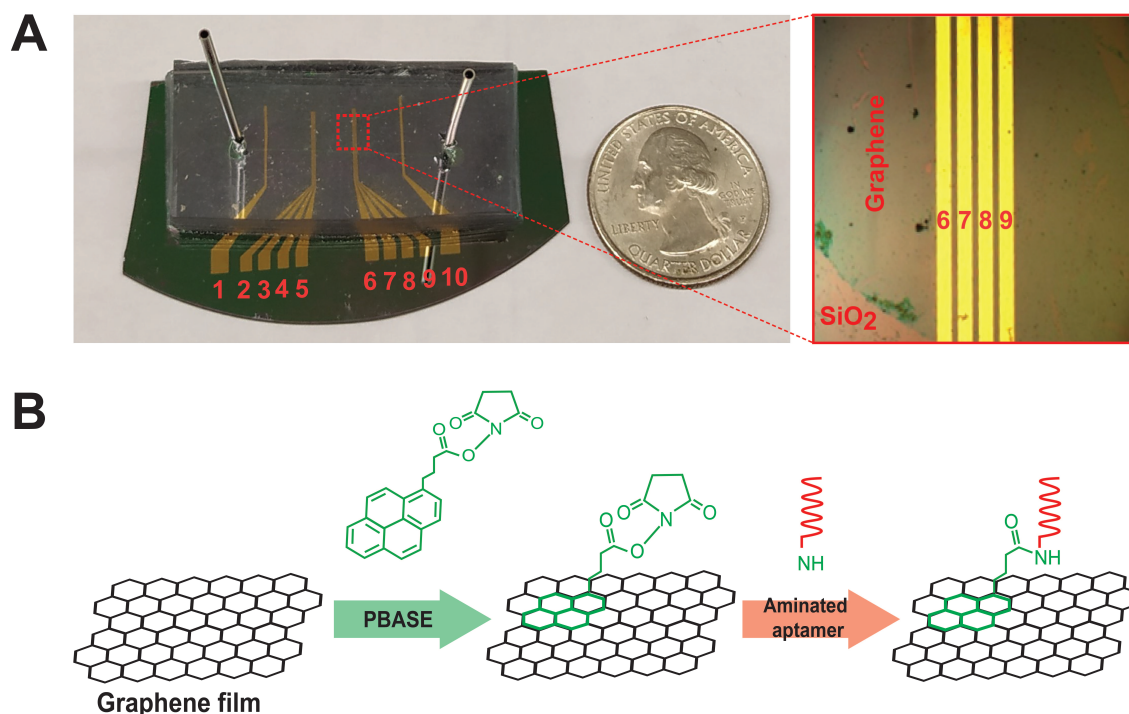 A
1 2 3 4 5 6 7 8 9 10
UNITED STATES OF AMERICA
LIBERTY
IN
GOD WE
TRUST
QUARTER DOLLAR
Graphene
6 7 8 9
SiO2
B
O
O
N
O
O
O
O
N
O
O
NH
O
NH
PBASE
Aminated
aptamer
Graphene film